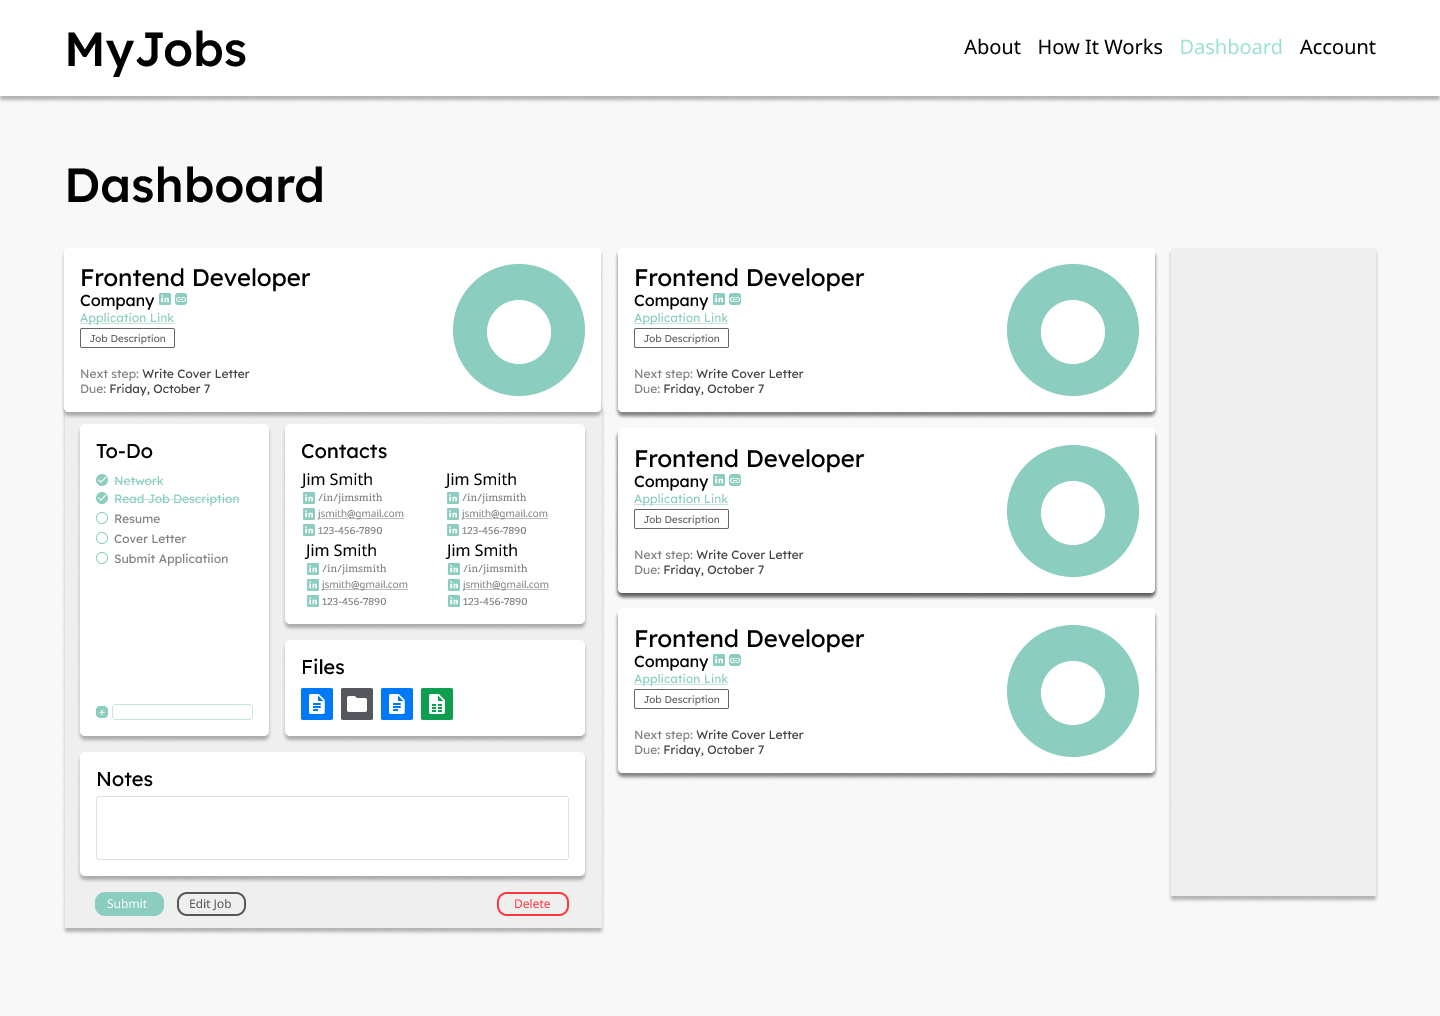 MyJobs
About How It Works Dashboard Account
Dashboard
Frontend Developer
Company
Application Link
Job Description
Next step: Write Cover Letter
Due: Friday, October 7
To-Do
Network
Read Job Description
Resume
Cover Letter
Submit Applicatiion
Contacts
Jim Smith
/in/jimsmith
jsmith@gmail.com
123-456-7890
Jim Smith
/in/jimsmith
jsmith@gmail.com
123-456-7890
Jim Smith
/in/jimsmith
jsmith@gmail.com
123-456-7890
Jim Smith
/in/jimsmith
jsmith@gmail.com
123-456-7890
Files
Notes
Submit
Edit Job
Delete
Frontend Developer
Company
Application Link
Job Description
Next step: Write Cover Letter
Due: Friday, October 7
Frontend Developer
Company
Application Link
Job Description
Next step: Write Cover Letter
Due: Friday, October 7
Frontend Developer
Company
Application Link
Job Description
Next step: Write Cover Letter
Due: Friday, October 7